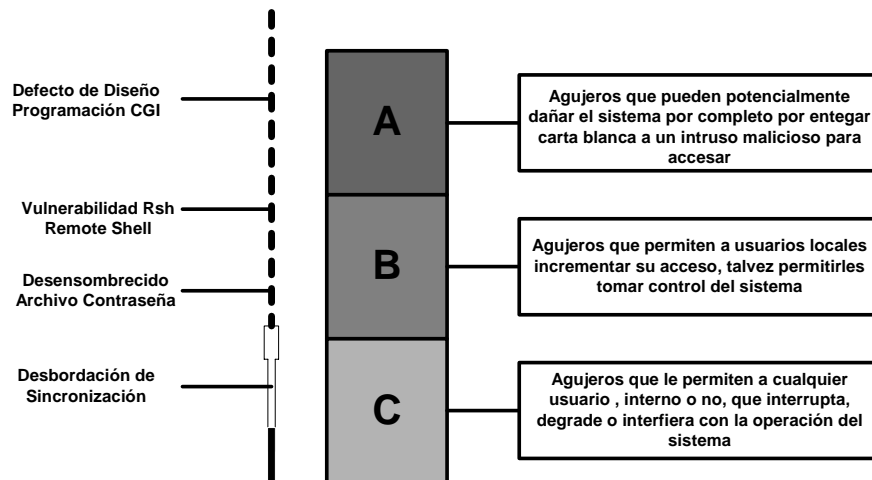 Defecto de Diseño
Programación CGI
Vulnerabilidad Rsh
Remote Shell
Desensombrecido
Archivo Contraseña
Desbordación de
Sincronización
A
B
C
Agujeros que pueden potencialmente
dañar el sistema por completo por entegar
carta blanca a un intruso malicioso para
accesar
Agujeros que permiten a usuarios locales
incrementar su acceso, talvez permitirles
tomar control del sistema
Agujeros que le permiten a cualquier
usuario , interno o no, que interrupta,
degrade o interfiera con la operación del
sistema